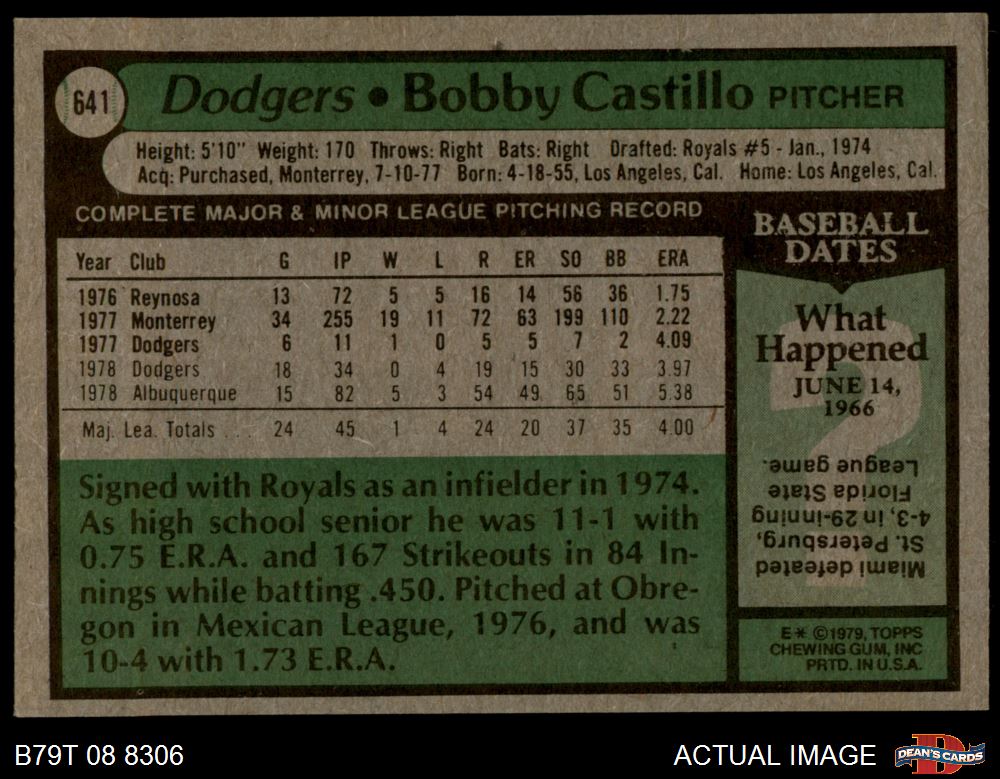 641
Dodgers • Bobby Castillo PITCHER
Height: 5'10" Weight: 170 Throws: Right Bats: Right Drafted: Royals #5 - Jan., 1974
Acq: Purchased, Monterrey, 7-10-77 Born: 4-18-55, Los Angeles, Cal. Home: Los Angeles, Cal.
COMPLETE MAJOR & MINOR LEAGUE PITCHING RECORD
Year Club G IP W L R ER SO BB ERA
1976 Reynosa 13 72 5 5 16 14 56 36 1.75
1977 Monterrey 34 255 19 11 72 63 199 110 2.22
1977 Dodgers 6 11 1 0 5 5 7 2 4.09
1978 Dodgers 18 34 0 4 19 15 30 33 3.97
1978 Albuquerque 15 82 5 3 54 49 65 51 5.38
Maj. Lea. Totals . . . 24 45 1 4 24 20 37 35 4.00
Signed with Royals as an infielder in 1974.
As high school senior he was 11-1 with
0.75 E.R.A. and 167 Strikeouts in 84 In-
nings while batting .450. Pitched at Obre-
gon in Mexican League, 1976, and was
10-4 with 1.73 E.R.A.
BASEBALL
DATES
What
Happened
JUNE 14,
1966
?
Miami defeated
St. Petersburg,
4-3, in 29-inning
Florida State
League game.
E* ©1979, TOPPS
CHEWING GUM, INC
PRTD. IN U.S.A.
B79T 08 8306
ACTUAL IMAGE
DEAN'S CARDS